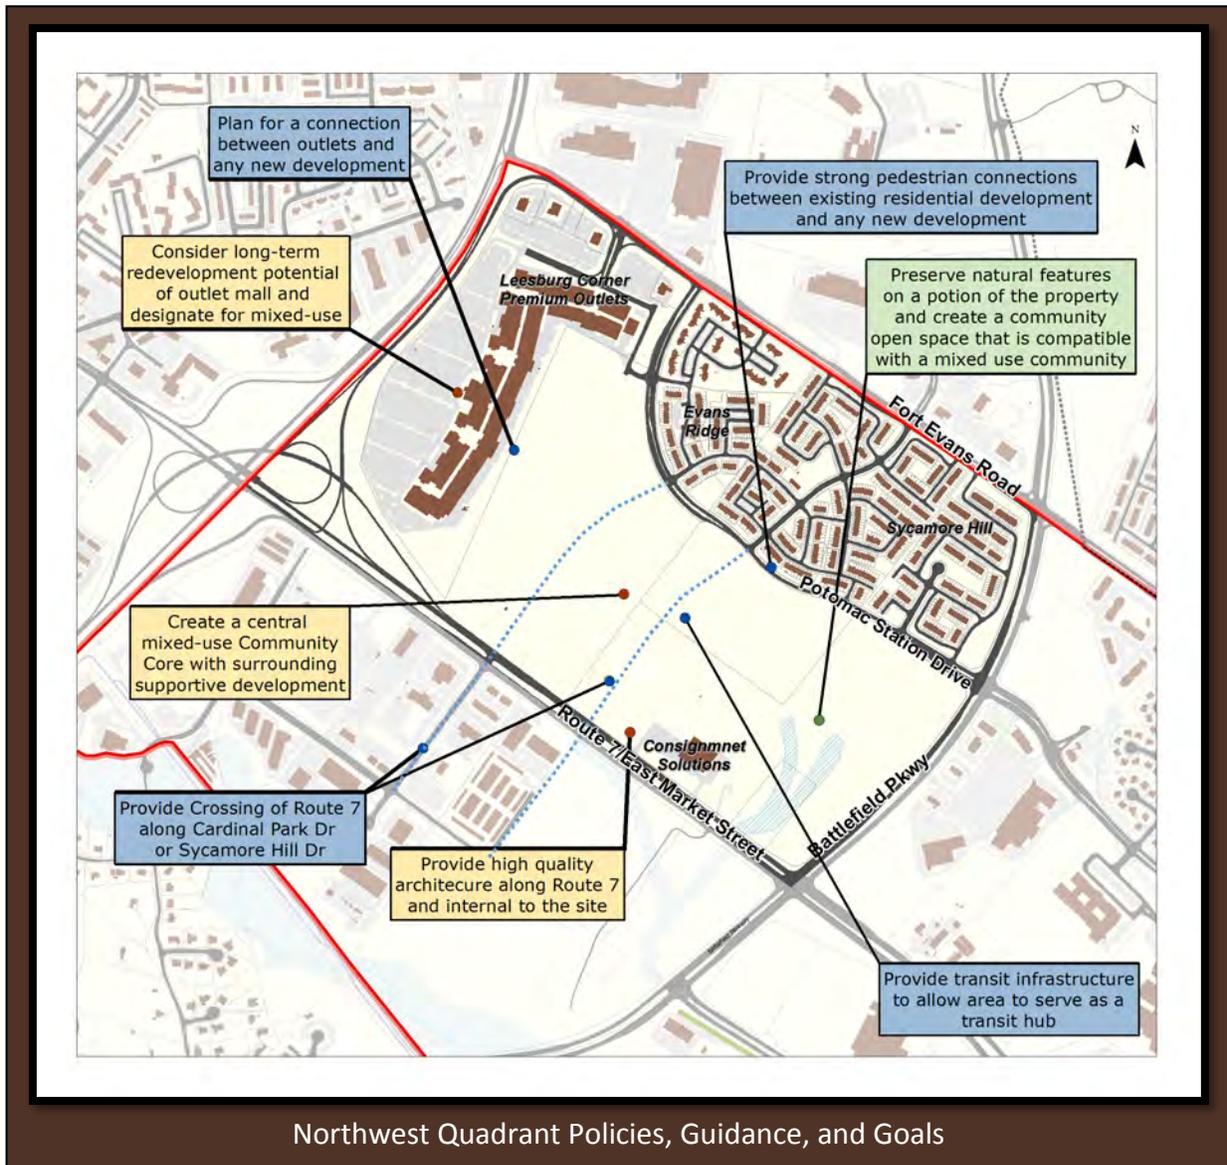 Plan for a connection
between outlets and
any new development
N
Provide strong pedestrian connections
between existing residential development
and any new development
Consider long-term
redevelopment potential
of outlet mall and
designate for mixed-use
Leesburg Corner
Premium Outlets
Preserve natural features
on a potion of the property
and create a community
open space that is compatible
with a mixed use community
Evans
Ridge
Fort Evans Road
Sycamore Hill
Potomac Station Drive
Create a central
mixed-use Community
Core with surrounding
supportive development
Route 7/East Market Street
Consignmnet
Solutions
Battlefield Pkwy
Provide Crossing of Route 7
along Cardinal Park Dr
or Sycamore Hill Dr
Provide high quality
architecure along Route 7
and internal to the site
Provide transit infrastructure
to allow area to serve as a
transit hub
Northwest Quadrant Policies, Guidance, and Goals